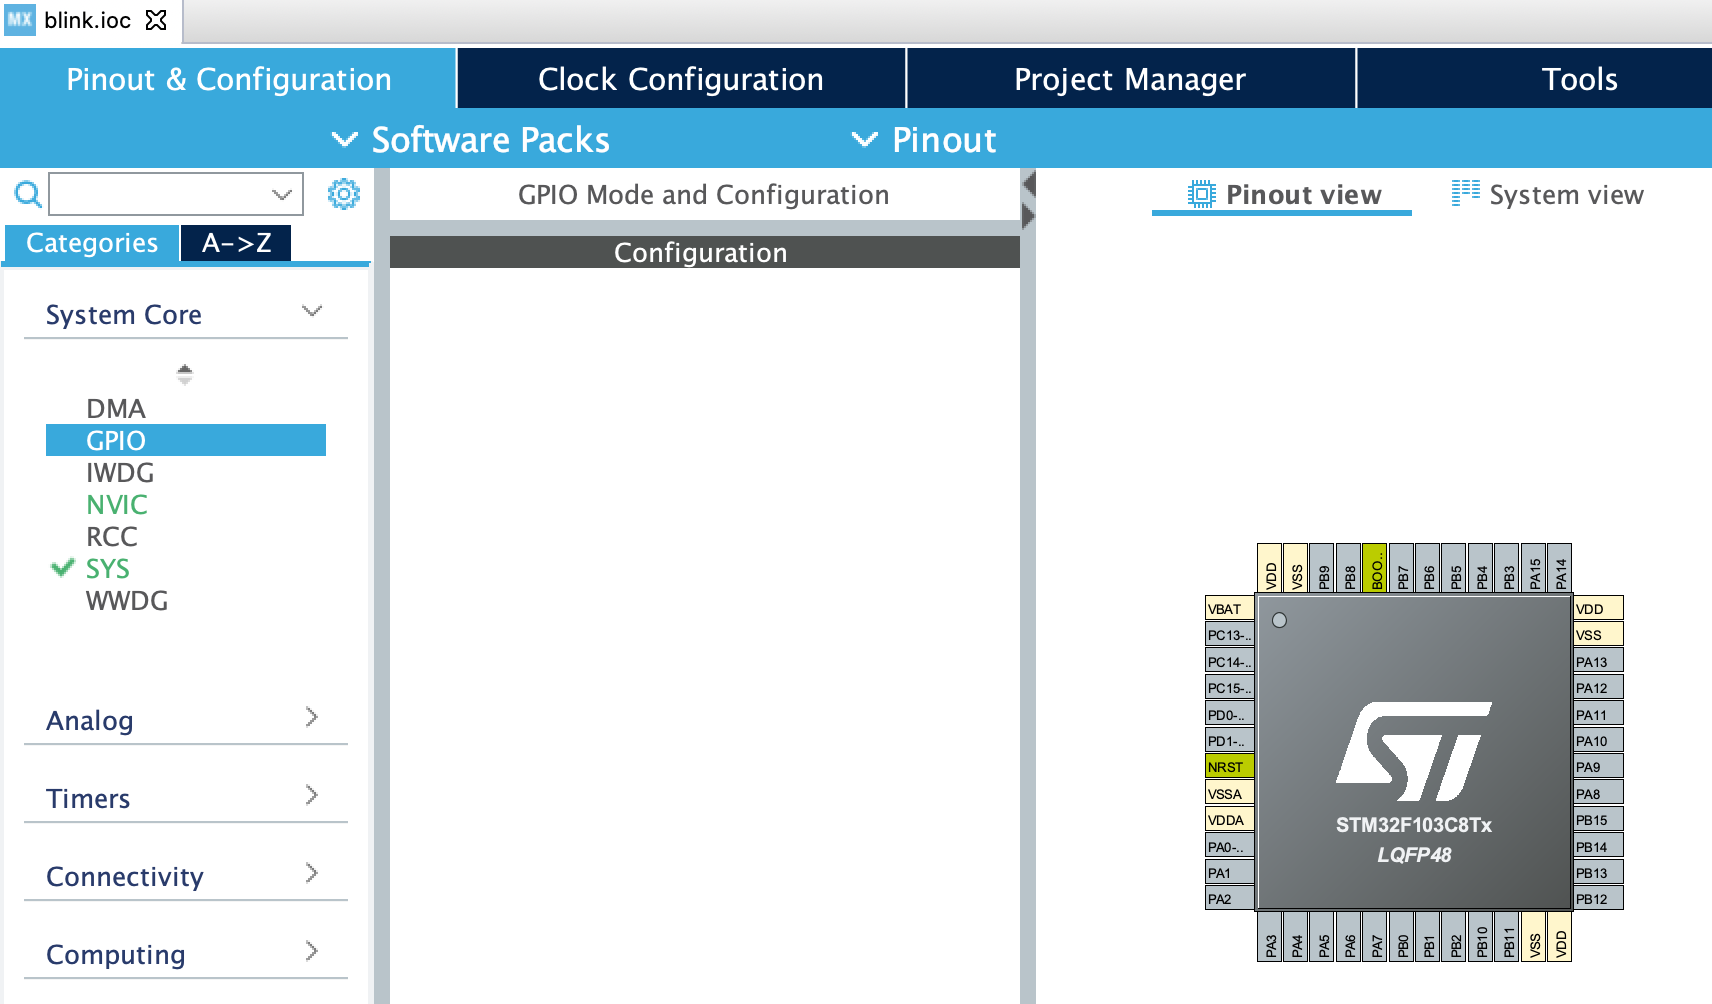 MX blink.ioc
Pinout & Configuration
Clock Configuration
Project Manager
Tools
Software Packs
Pinout
GPIO Mode and Configuration
Pinout view
System view
Categories
A->Z
Configuration
System Core
DMA
GPIO
IWDG
NVIC
RCC
SYS
WWDG
Analog
Timers
Connectivity
Computing
VDD
VSS
PB9
PB8
BOO..
PB7
PB6
PB5
PB4
PB3
PA15
PA14
VBAT
PC13-..
PC14-..
PC15-..
PD0-..
PD1-..
NRST
VSSA
VDDA
PA0-..
PA1
PA2
ST
STM32F103C8Tx
LQFP48
VDD
VSS
PA13
PA12
PA11
PA10
PA9
PA8
PB15
PB14
PB13
PB12
PA3
PA4
PA5
PA6
PA7
PB0
PB1
PB2
PB10
PB11
VSS
VDD